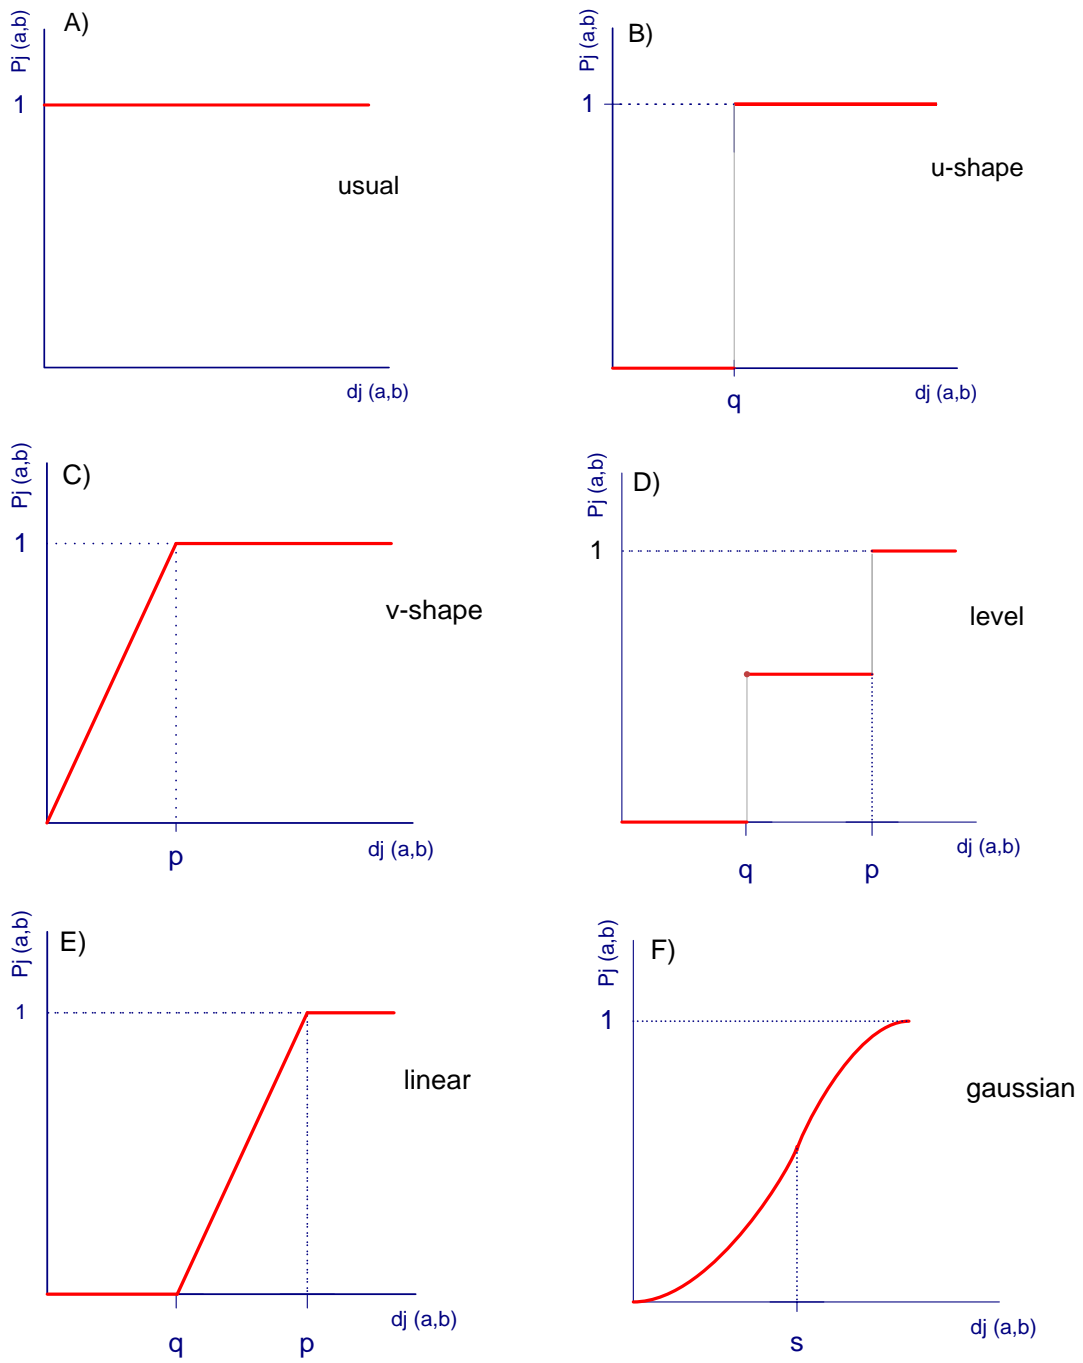 A)
Pj (a,b)
1
usual
dj (a,b)
B)
Pj (a,b)
1
u-shape
q
dj (a,b)
C)
Pj (a,b)
1
v-shape
p
dj (a,b)
D)
Pj (a,b)
1
level
q
p
dj (a,b)
E)
Pj (a,b)
1
linear
q
p
dj (a,b)
F)
Pj (a,b)
1
gaussian
s
dj (a,b)